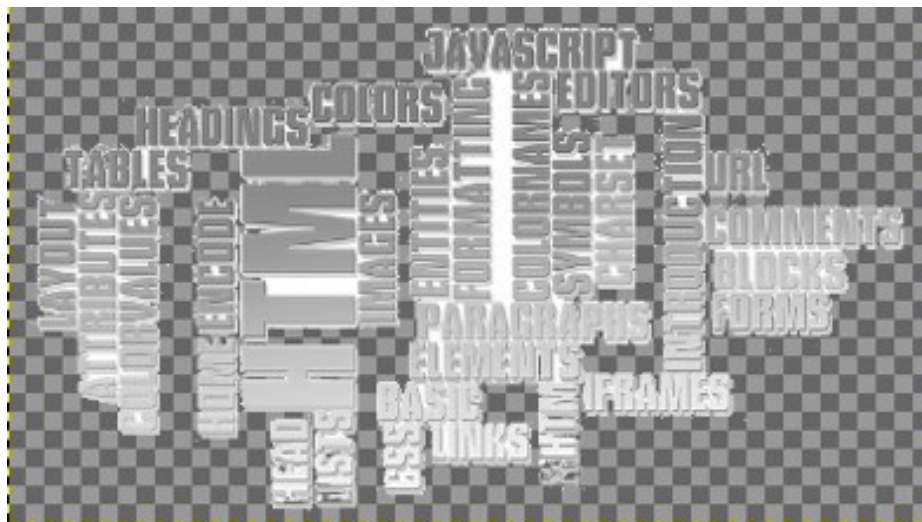 JAVASCRIPT
EDITORS
COLORS
HEADINGS
TABLES
LAYOUT
ATTRIBUTES
COLORVALUES
ENCODE
HTML
IMAGES
ENTITIES
FORMATTING
COLORNAMES
SYMBOLS
CHARSET
INTRODUCTION
URL
COMMENTS
BLOCKS
FORMS
PARAGRAPHS
ELEMENTS
IFRAMES
BASIC
LINKS
CSS
XHTML
HEAD
LISTS